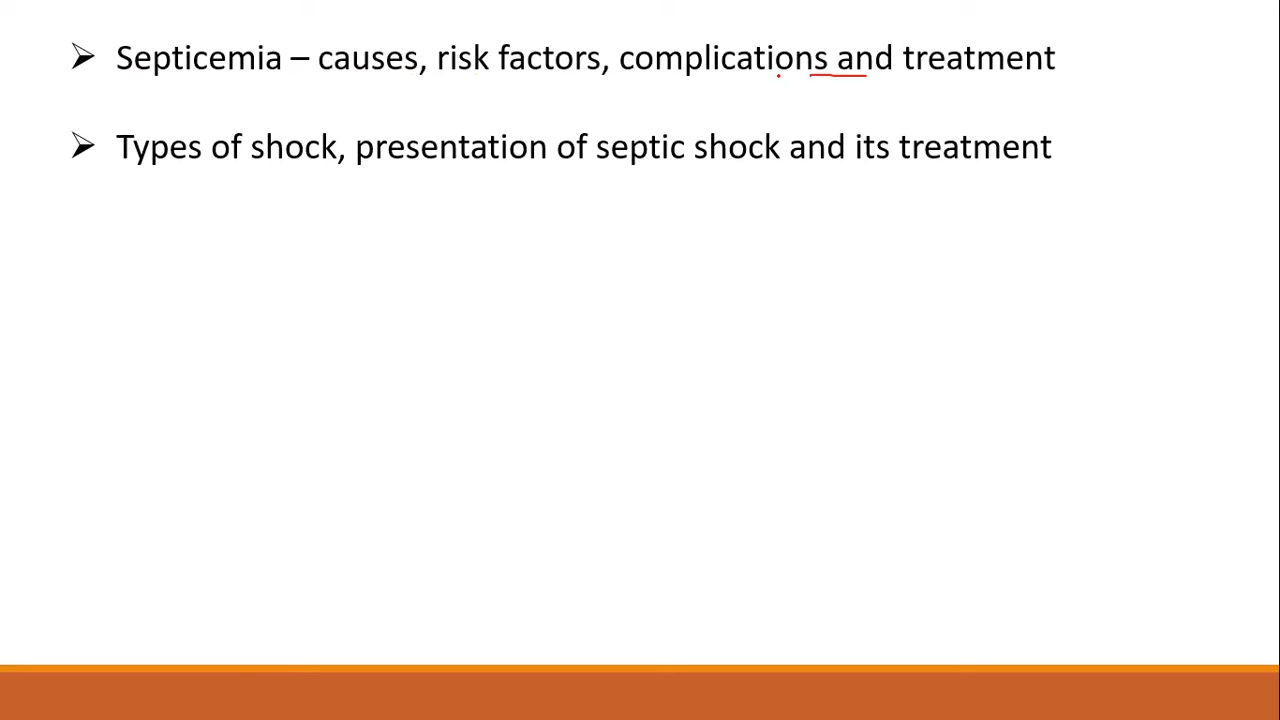 ➢ Septicemia – causes, risk factors, complications and treatment
➢ Types of shock, presentation of septic shock and its treatment